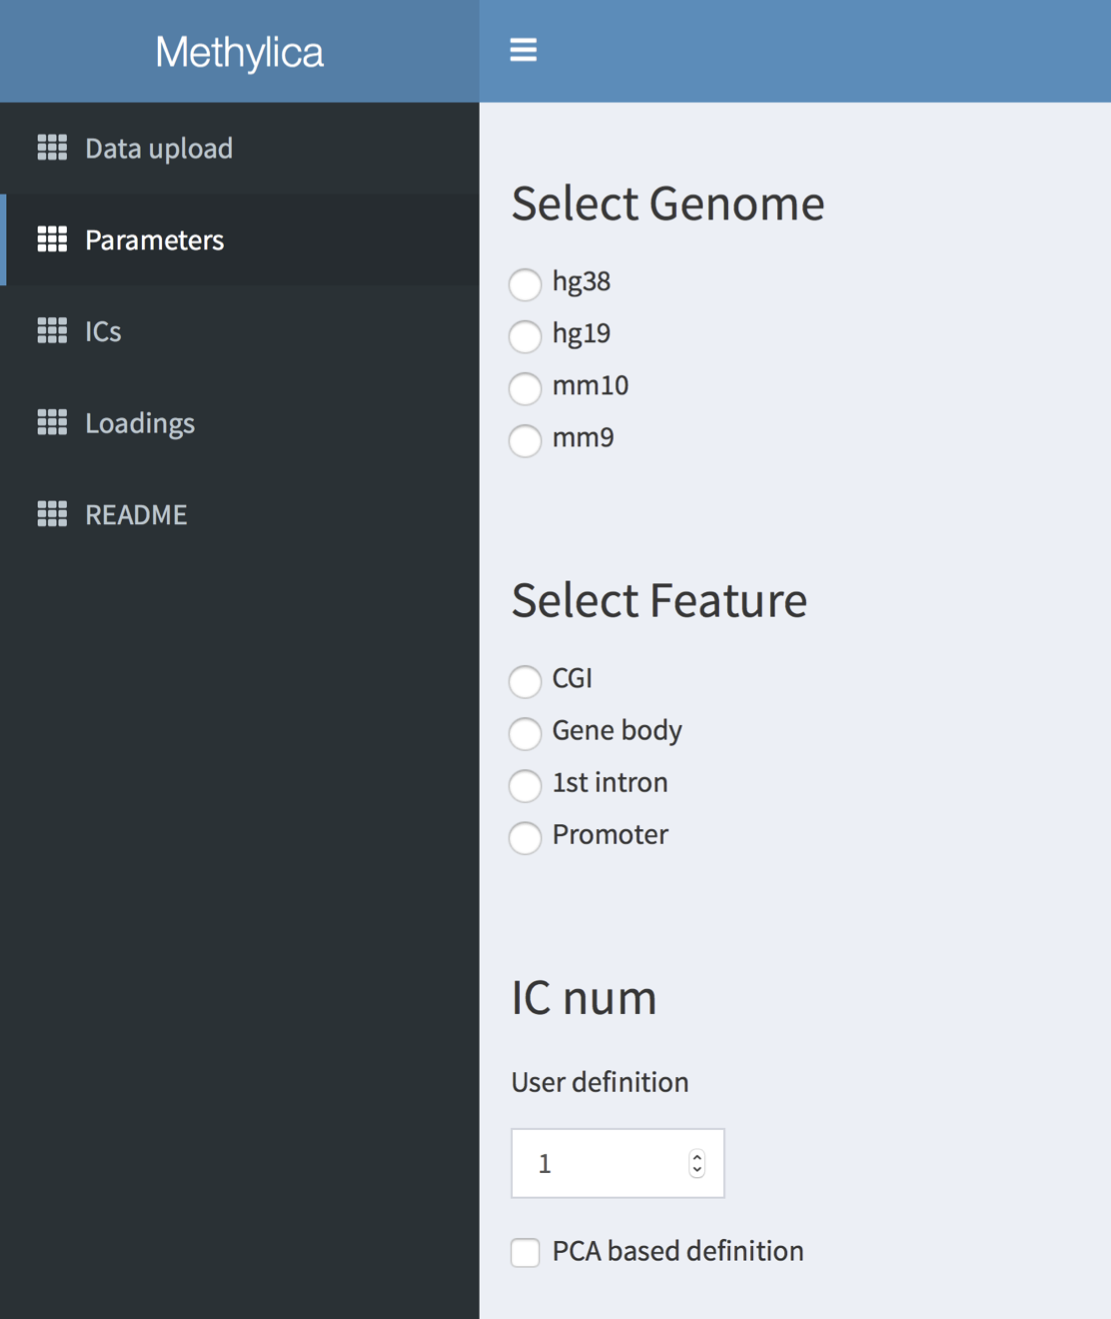 Methylica
Data upload
Parameters
ICs
Loadings
README
Select Genome
hg38
hg19
mm10
mm9
Select Feature
CGI
Gene body
1st intron
Promoter
IC num
User definition
1
PCA based definition